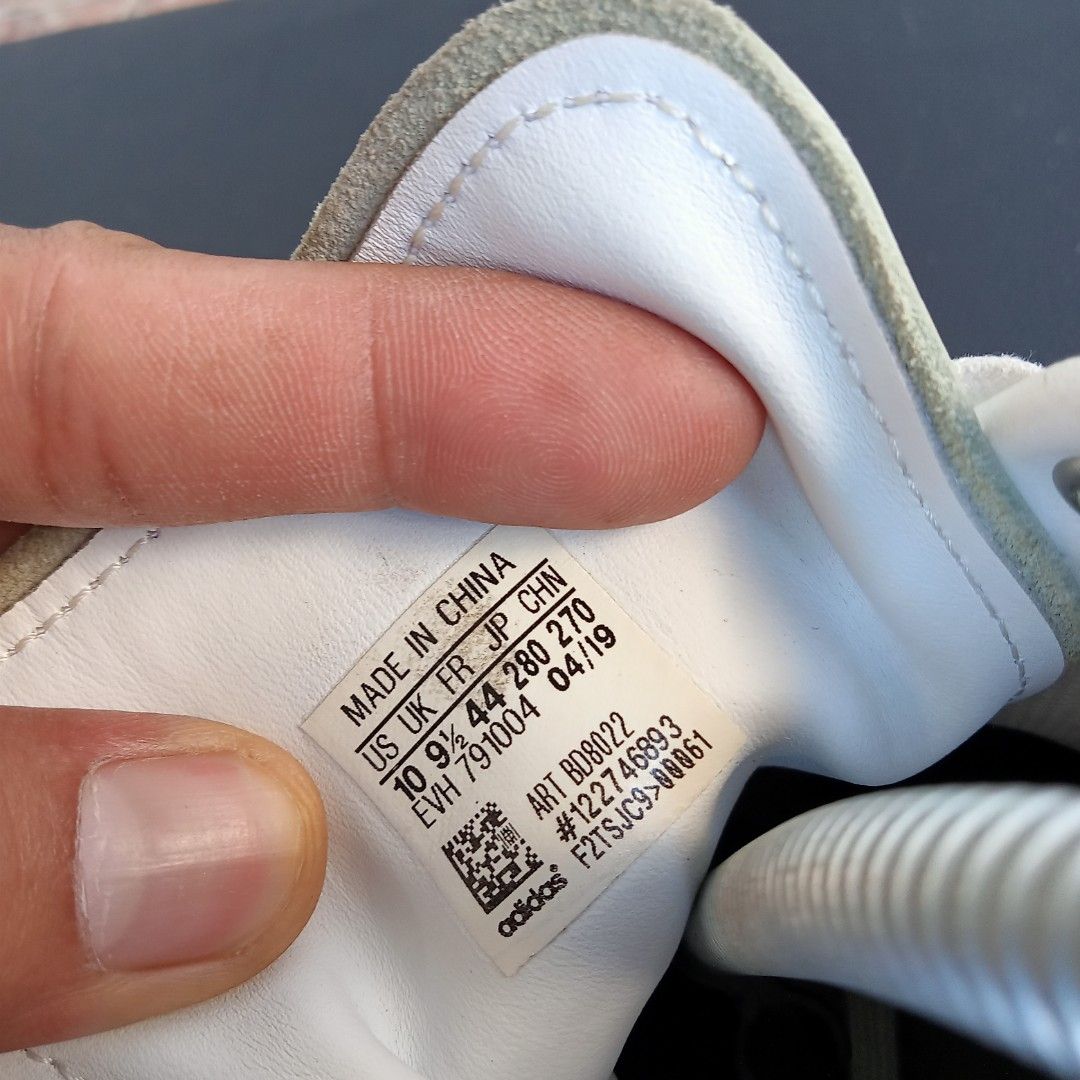 MADE IN CHINA
US UK FR JP CHN
10 9½ 44 280 270
EVH 791004 04/19
ART BD8022
#122746893
F2TSJC9>00061
adidas®